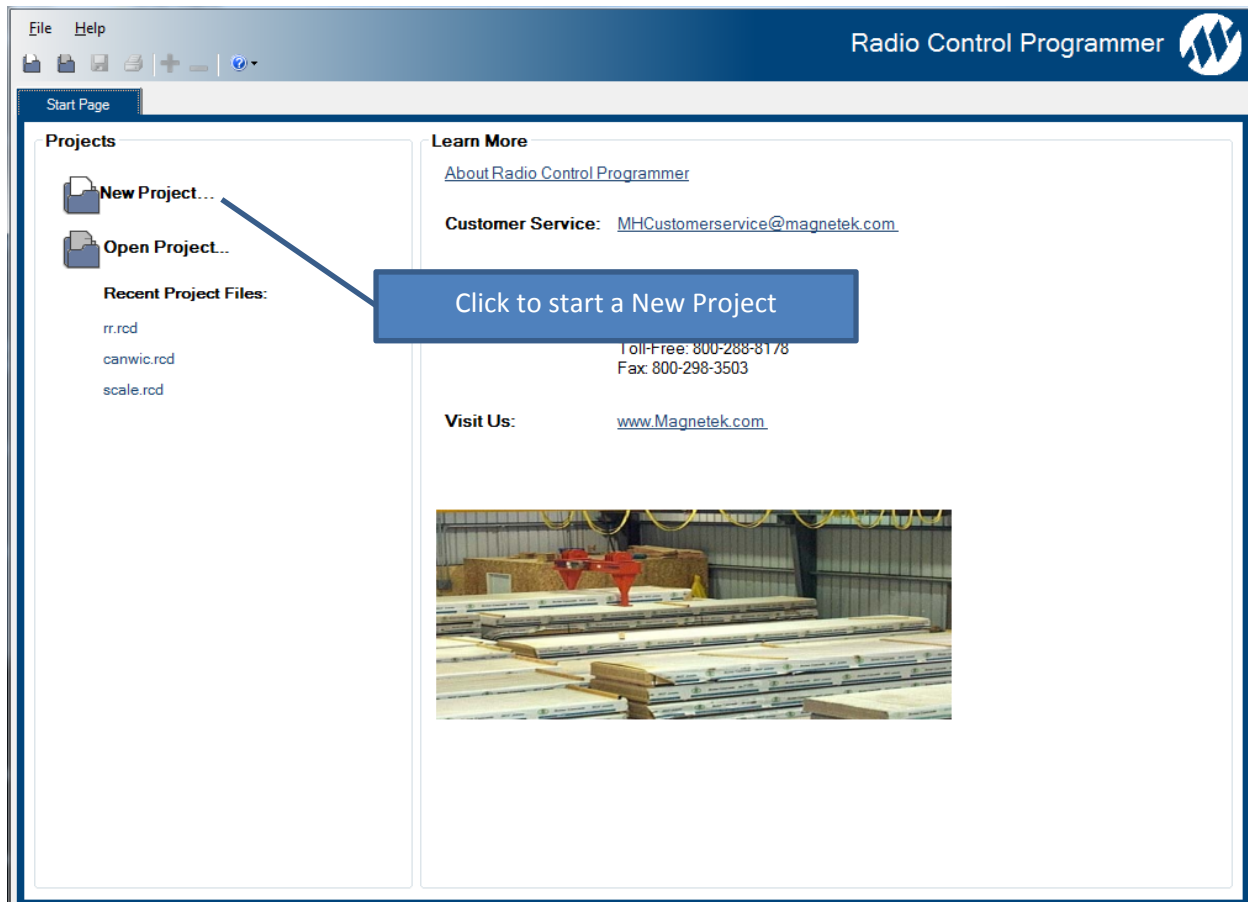 File Help
Radio Control Programmer
Start Page
Projects
New Project...
Open Project...
Recent Project Files:
rr.rcd
canwic.rcd
scale.rcd
Learn More
About Radio Control Programmer
Customer Service: MHCustomerservice@magnetek.com
Click to start a New Project
Toll-Free: 800-288-8178
Fax: 800-298-3503
Visit Us: www.Magnetek.com